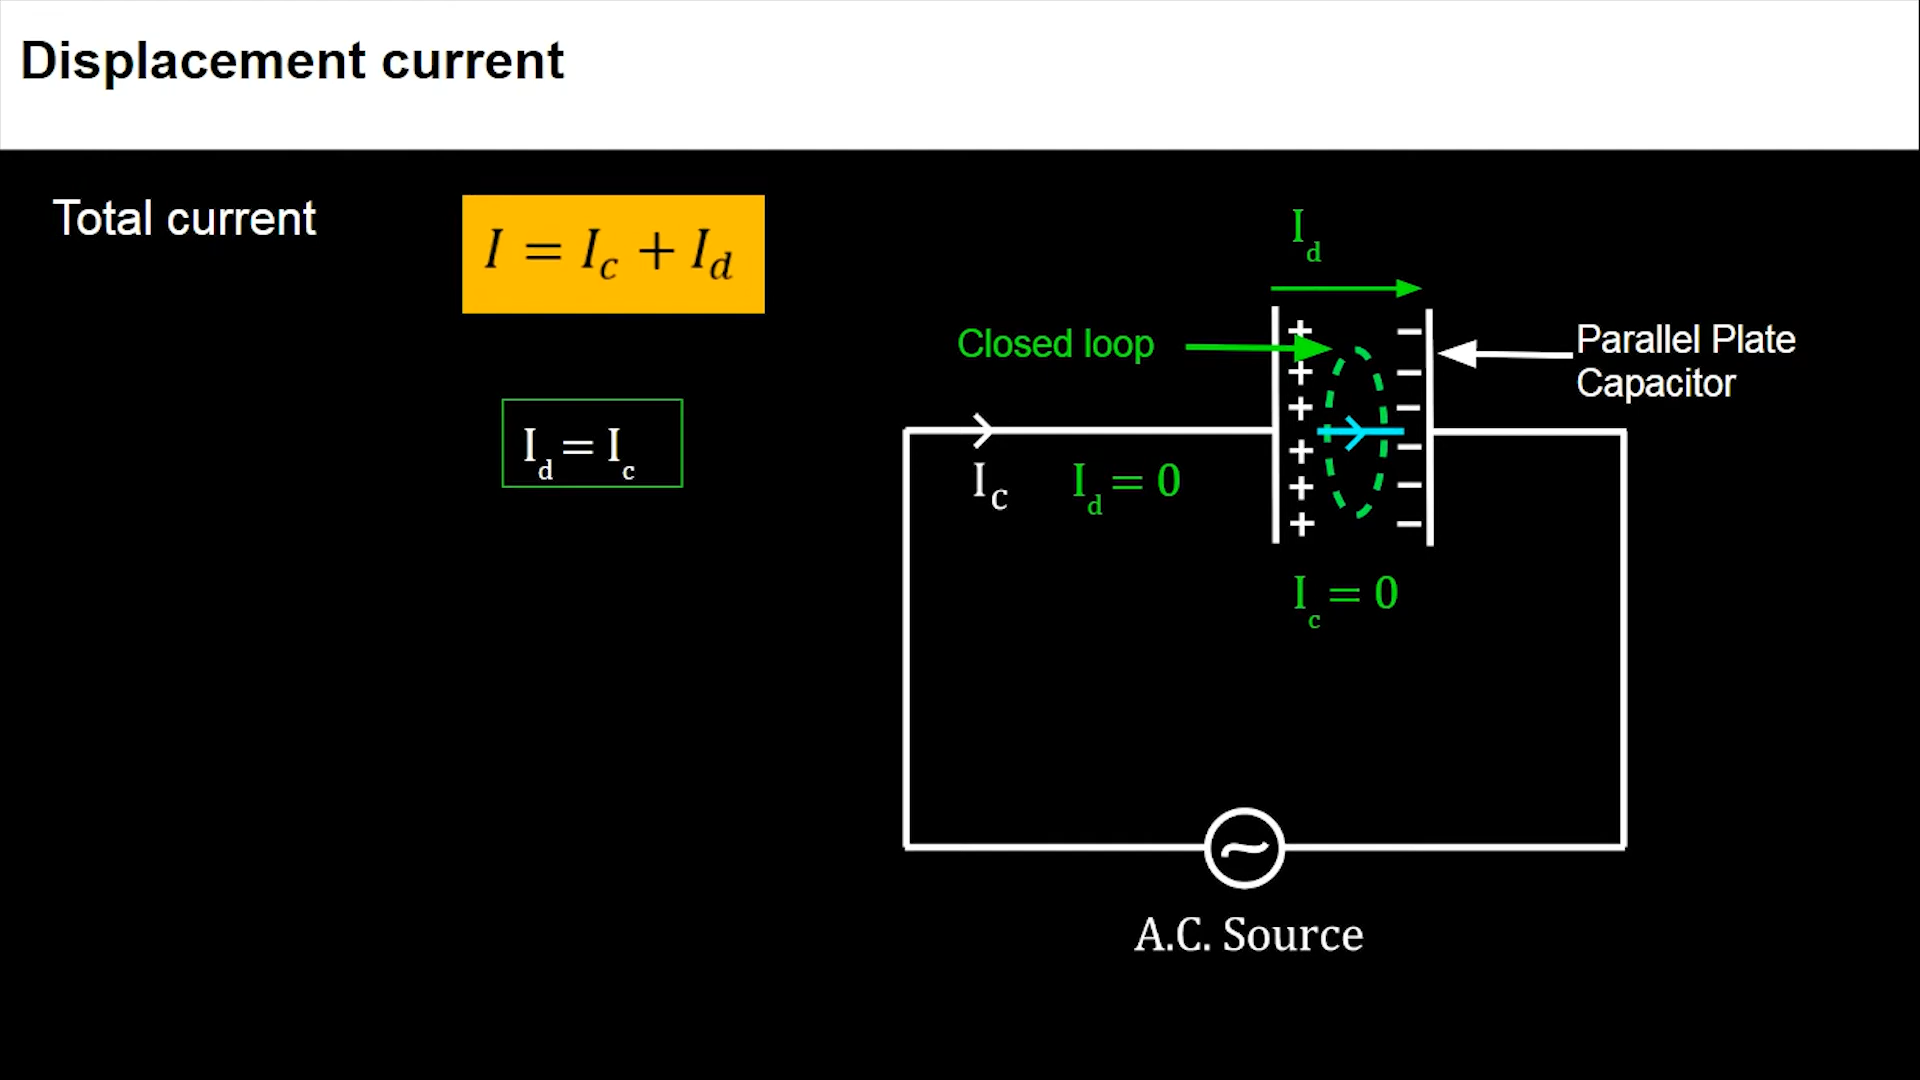 Displacement current
Total current
I = I_c + I_d
I_d = I_c
I_d
Closed loop
Parallel Plate
Capacitor
+ + + + + +
− − − − − −
I_c
I_d = 0
I_c = 0
~
A.C. Source